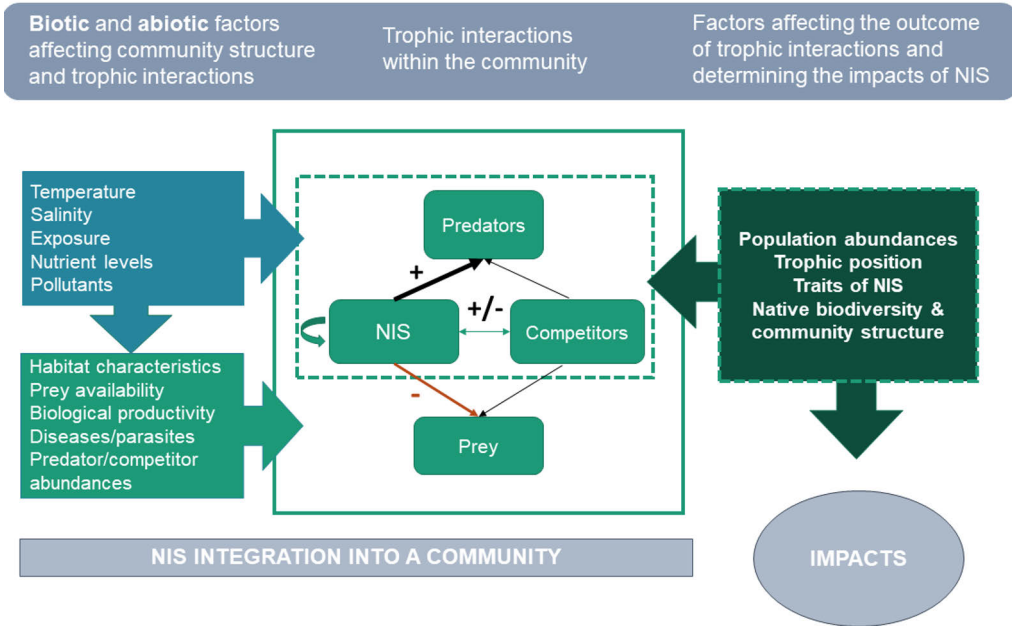 Biotic and abiotic factors
affecting community structure
and trophic interactions
Trophic interactions
within the community
Factors affecting the outcome
of trophic interactions and
determining the impacts of NIS
Temperature
Salinity
Exposure
Nutrient levels
Pollutants
Habitat characteristics
Prey availability
Biological productivity
Diseases/parasites
Predator/competitor
abundances
Predators
+
+/-
NIS
Competitors
-
Prey
Population abundances
Trophic position
Traits of NIS
Native biodiversity &
community structure
NIS INTEGRATION INTO A COMMUNITY
IMPACTS